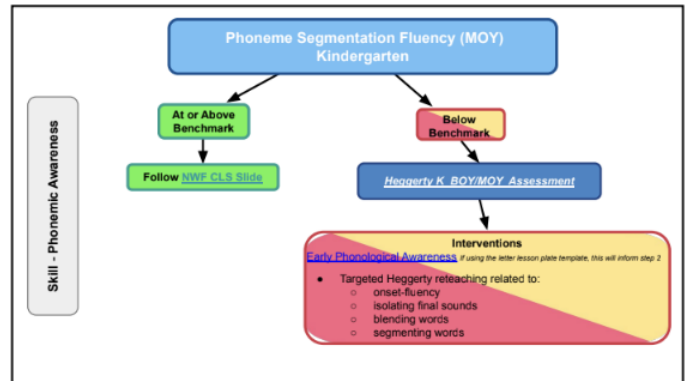 Phoneme Segmentation Fluency (MOY)
Kindergarten
Skill - Phonemic Awareness
At or Above
Benchmark
Below
Benchmark
Follow NWF CLS Slide
Heggerty K BOY/MOY Assessment
Interventions
Early Phonological Awareness if using the letter lesson plate template, this will inform step 2
● Targeted Heggerty reteaching related to:
○ onset-fluency
○ isolating final sounds
○ blending words
○ segmenting words